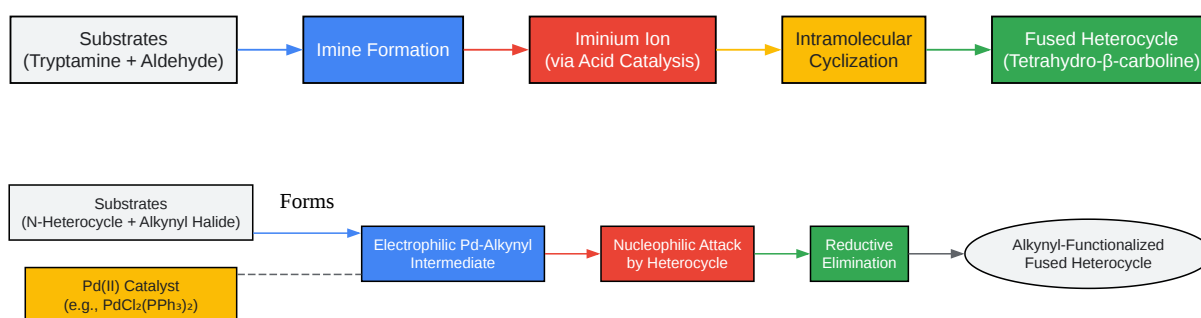 Substrates
(Tryptamine + Aldehyde)
Imine Formation
Iminium Ion
(via Acid Catalysis)
Intramolecular
Cyclization
Fused Heterocycle
(Tetrahydro-β-carboline)
Substrates
(N-Heterocycle + Alkynyl Halide)
Forms
Pd(II) Catalyst
(e.g., PdCl₂(PPh₃)₂)
Electrophilic Pd-Alkynyl
Intermediate
Nucleophilic Attack
by Heterocycle
Reductive
Elimination
Alkynyl-Functionalized
Fused Heterocycle